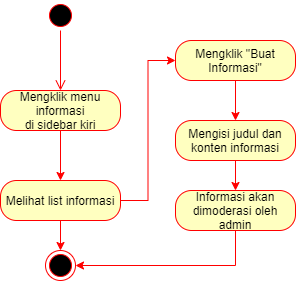 Mengklik menu
informasi
di sidebar kiri
Melihat list informasi
Mengklik "Buat
Informasi"
Mengisi judul dan
konten informasi
Informasi akan
dimoderasi oleh
admin